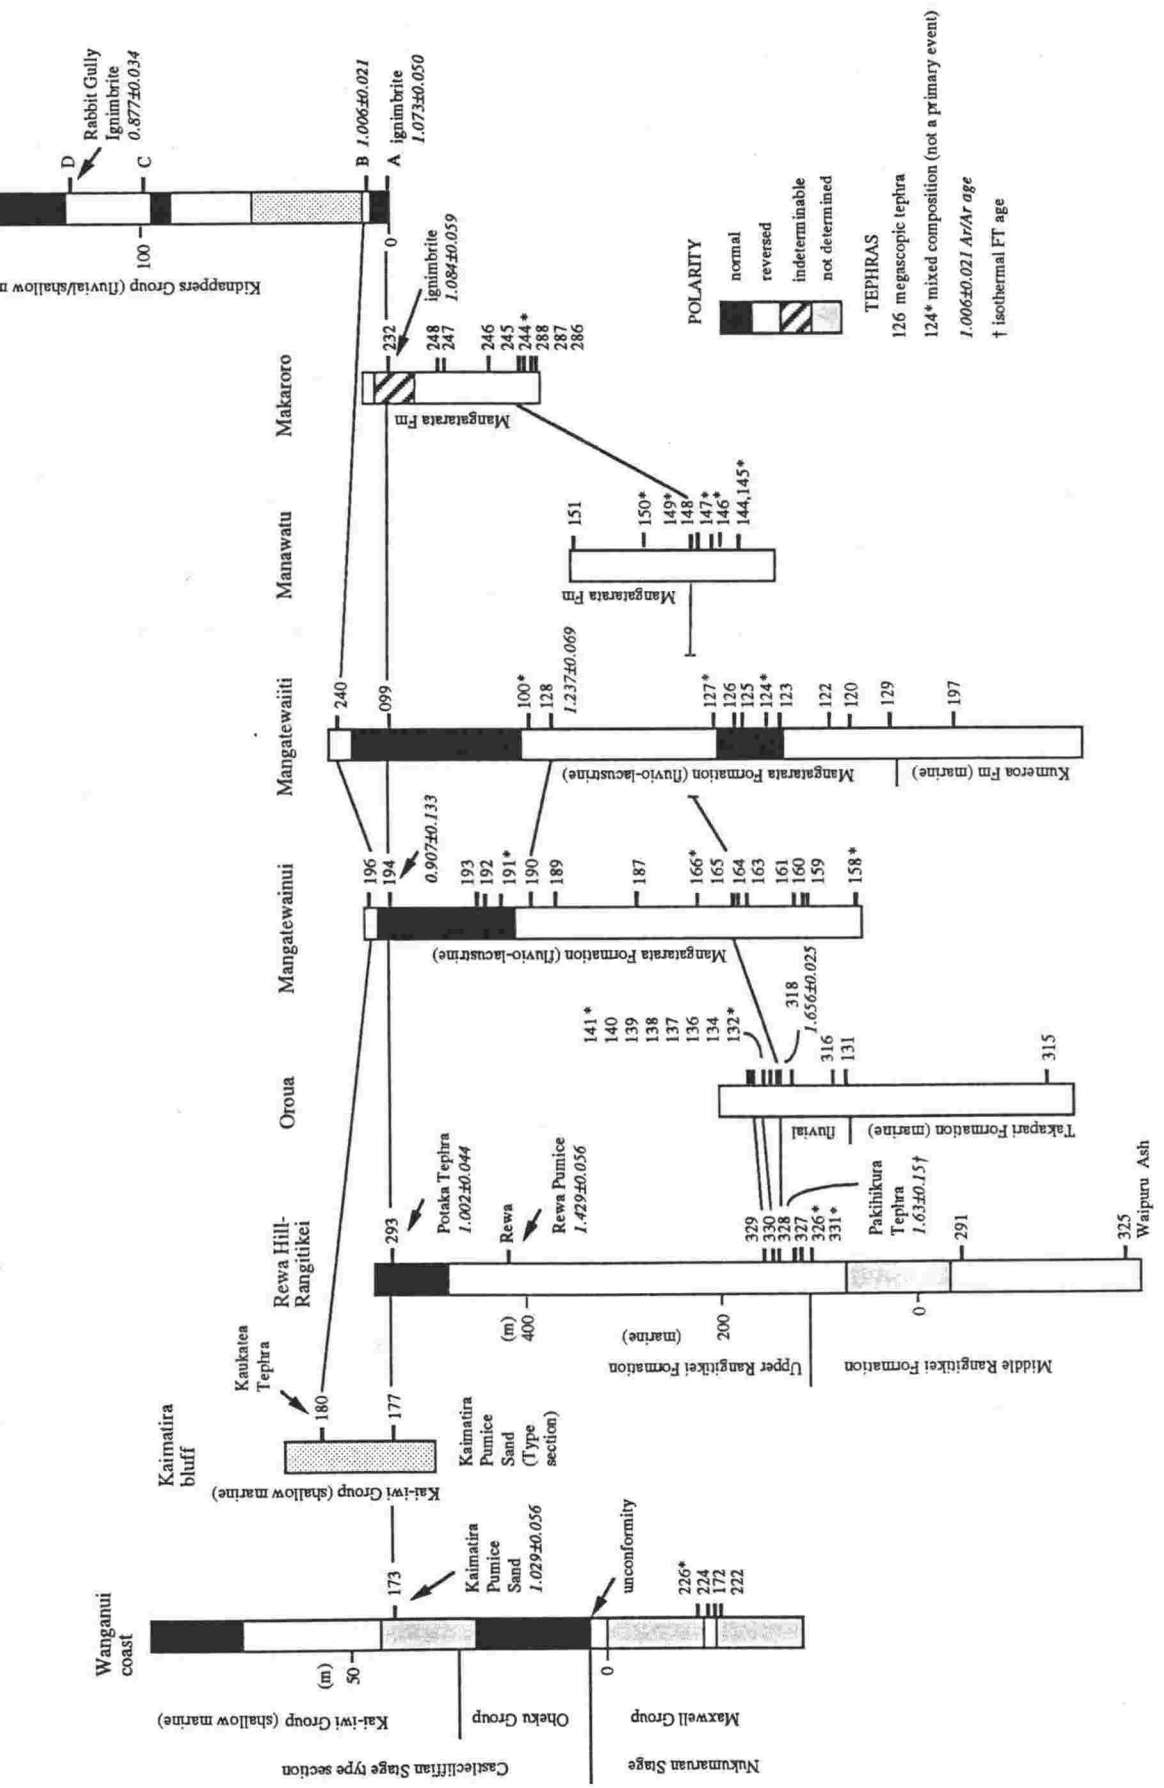 Wanganui
coast
(m)
50
0
Kai-iwi Group (shallow marine)
Oheku Group
Maxwell Group
Castlecliffian Stage type section
Nukumaruan Stage
173
Kaimatira
Pumice
Sand
1.029±0.056
unconformity
226*
224
172
222
Kaimatira
bluff
Kaukatea
Tephra
180
177
Kai-iwi Group (shallow marine)
Kaimatira
Pumice
Sand
(Type
section)
Rewa Hill-
Rangitikei
293
Potaka Tephra
1.002±0.044
Rewa
Rewa Pumice
1.429±0.056
(m)
400
200
0
(marine)
Upper Rangitikei Formation
Middle Rangitikei Formation
329
330
328
327
326*
331*
Pakihikura
Tephra
1.63±0.15†
291
325
Waipuru Ash
Oroua
141*
140
139
138
137
136
134
132*
318
1.656±0.025
316
131
315
fluvial
Takapari Formation (marine)
Mangatewainui
196
194
0.907±0.133
193
192
191*
190
189
187
166*
165
164
163
161
160
159
158*
Mangatarata Formation (fluvio-lacustrine)
Mangatewaiiti
240
099
100*
128
1.237±0.069
127*
126
125
124*
123
122
120
129
197
Mangatarata Formation (fluvio-lacustrine)
Kumeroa Fm (marine)
Manawatu
151
150*
149*
148
147*
146*
144,145*
Mangatarata Fm
Makaroro
232
ignimbrite
1.084±0.059
248
247
246
245
244*
288
287
286
Mangatarata Fm
Kidnappers Group (fluvial/shallow
100
0
D
Rabbit Gully
Ignimbrite
0.877±0.034
C
B 1.006±0.021
A ignimbrite
1.073±0.050
POLARITY
normal
reversed
indeterminable
not determined
TEPHRAS
126 megascopic tephra
124* mixed composition (not a primary event)
1.006±0.021 Ar/Ar age
† isothermal FT age